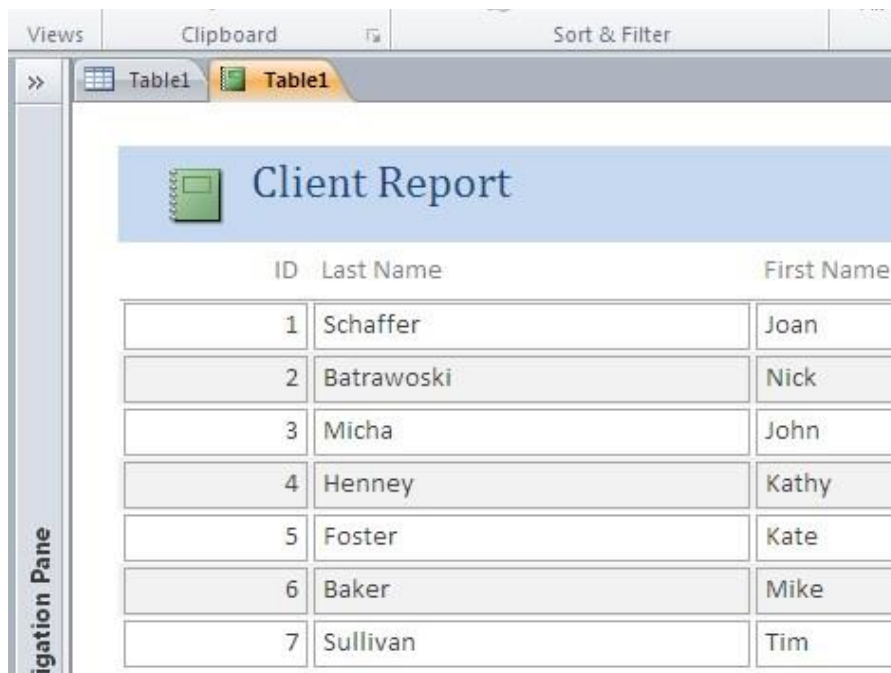 Views Clipboard Sort & Filter
Table1 Table1
Client Report
ID Last Name First Name
1 Schaffer Joan
2 Batrawoski Nick
3 Micha John
4 Henney Kathy
5 Foster Kate
6 Baker Mike
7 Sullivan Tim
igation Pane